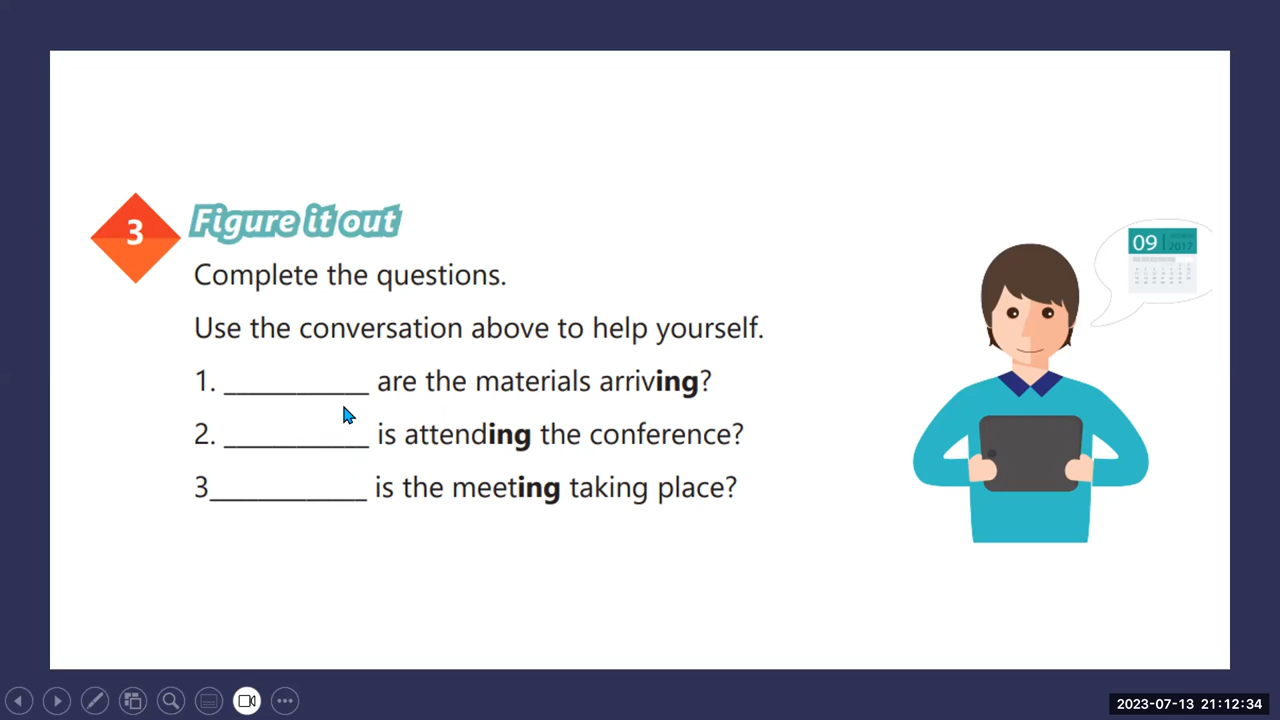 3
Figure it out
Complete the questions.
Use the conversation above to help yourself.
1. ___________ are the materials arriving?
2. ___________ is attending the conference?
3____________ is the meeting taking place?
09
2017
2023-07-13 21:12:34